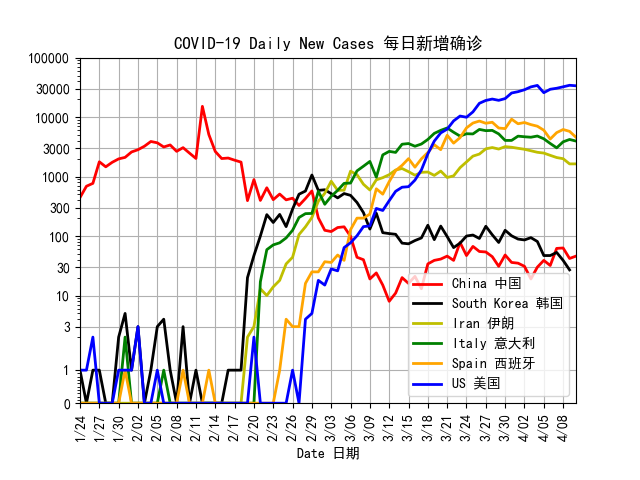 COVID-19 Daily New Cases 每日新增确诊
100000
30000
10000
3000
1000
300
100
30
10
3
1
0
China 中国
South Korea 韩国
Iran 伊朗
Italy 意大利
Spain 西班牙
US 美国
1/24 1/27 1/30 2/02 2/05 2/08 2/11 2/14 2/17 2/20 2/23 2/26 2/29 3/03 3/06 3/09 3/12 3/15 3/18 3/21 3/24 3/27 3/30 4/02 4/05 4/08
Date 日期